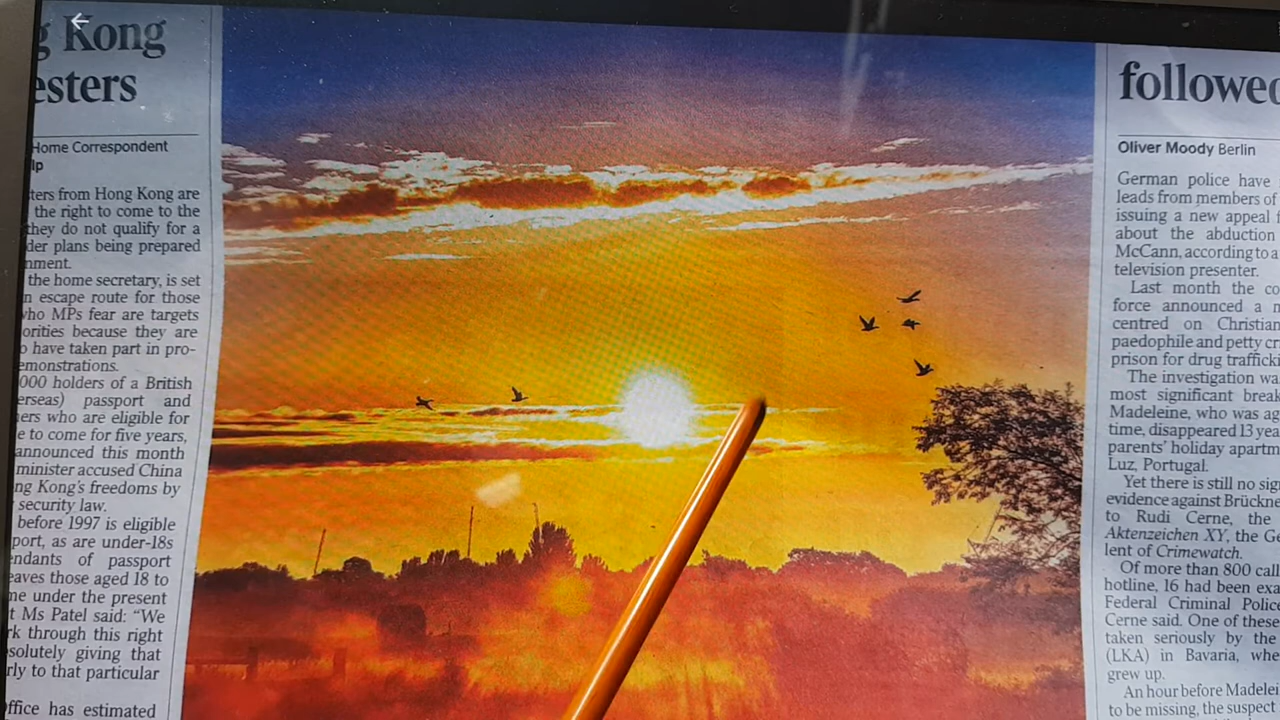 Kong
esters
Home Correspondent
lp
ters from Hong Kong are
the right to come to the
they do not qualify for a
der plans being prepared
nment.
the home secretary, is set
n escape route for those
who MPs fear are targets
orities because they are
o have taken part in pro-
emonstrations.
000 holders of a British
erseas) passport and
ers who are eligible for
e to come for five years,
announced this month
minister accused China
ng Kong's freedoms by
security law.
before 1997 is eligible
port, as are under-18s
endants of passport
eaves those aged 18 to
me under the present
t Ms Patel said: “We
rk through this right
solutely giving that
rly to that particular
office has estimated
followed
Oliver Moody Berlin
German police have
leads from members of
issuing a new appeal
about the abduction
McCann, according to a
television presenter.
Last month the co
force announced a m
centred on Christian
paedophile and petty cr
prison for drug trafficki
The investigation wa
most significant break
Madeleine, who was ag
time, disappeared 13 yea
parents' holiday apartm
Luz, Portugal.
Yet there is still no sig
evidence against Brückne
to Rudi Cerne, the
Aktenzeichen XY, the Ge
lent of Crimewatch.
Of more than 800 call
hotline, 16 had been exa
Federal Criminal Police
Cerne said. One of these
taken seriously by the
(LKA) in Bavaria, whe
grew up.
An hour before Madelei
to be missing, the suspect